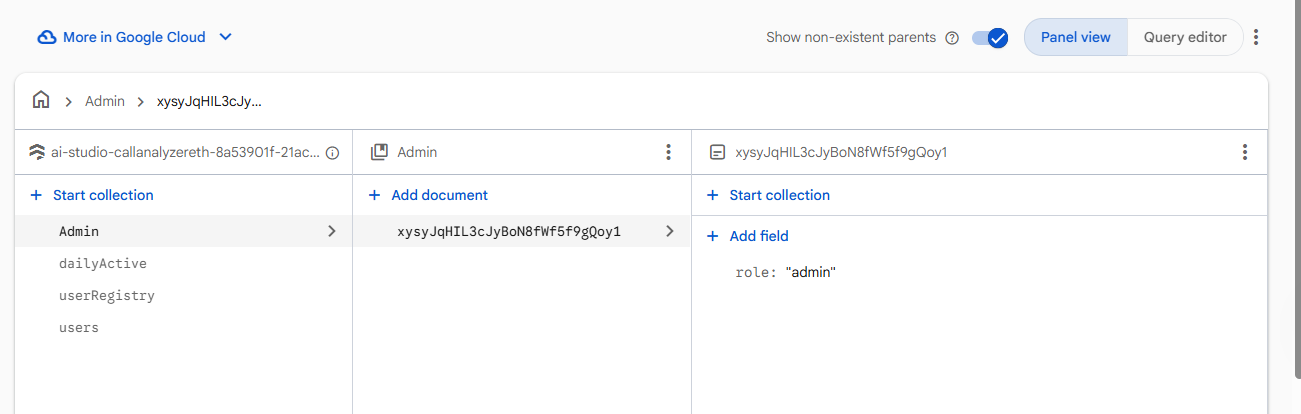 More in Google Cloud
Show non-existent parents
Panel view
Query editor
Admin
xysyJqHIL3cJy...
ai-studio-callanalyzereth-8a53901f-21ac...
Admin
xysyJqHIL3cJyBoN8fWf5f9gQoy1
+ Start collection
+ Add document
+ Start collection
Admin
xysyJqHIL3cJyBoN8fWf5f9gQoy1
+ Add field
dailyActive
role: "admin"
userRegistry
users